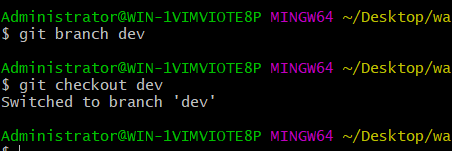 Administrator@WIN-1VIMVIOTE8P MINGW64 ~/Desktop/wa
$ git branch dev
Administrator@WIN-1VIMVIOTE8P MINGW64 ~/Desktop/wa
$ git checkout dev
Switched to branch 'dev'
Administrator@WIN-1VIMVIOTE8P MINGW64 ~/Desktop/wa
$